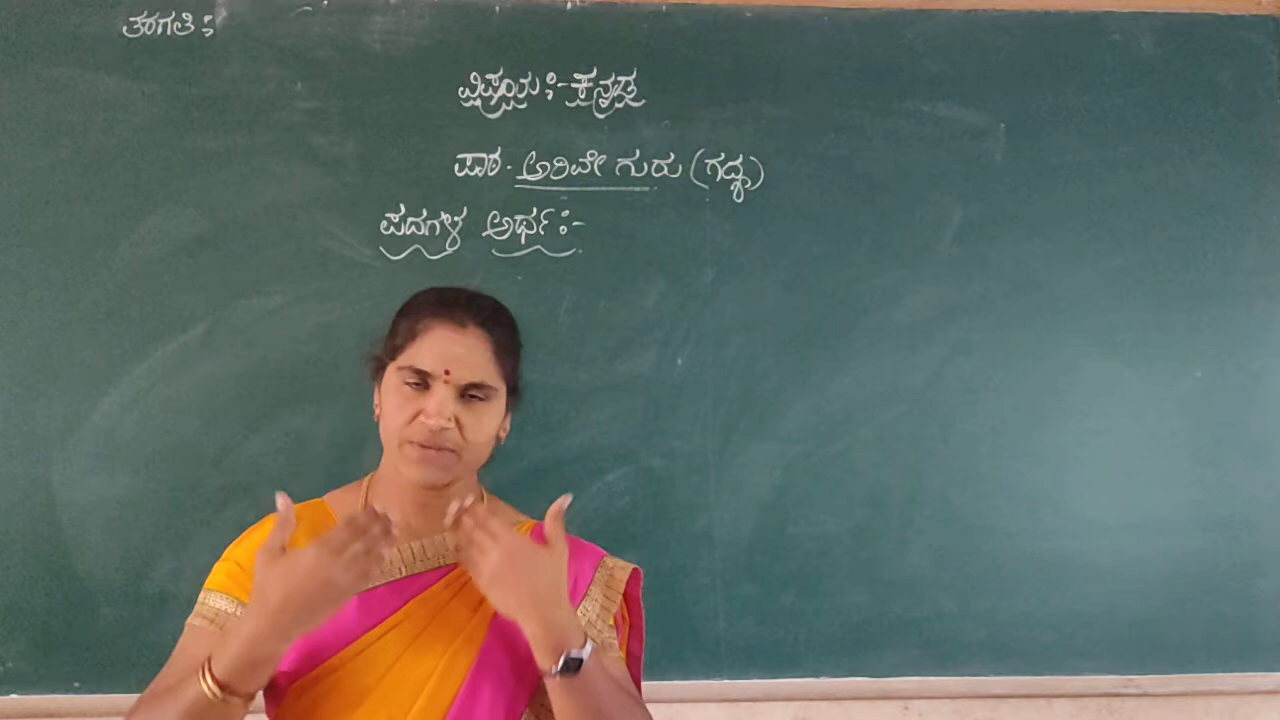 ತರಗತಿ :
ವಿಷಯ :- ಕನ್ನಡ
ಪಾಠ - ಅರಿವೇ ಗುರು (ಗದ್ಯ)
ಪದಗಳ ಅರ್ಥ :-